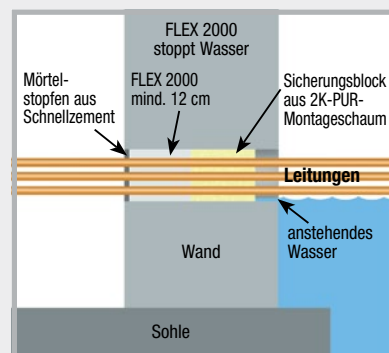 FLEX 2000
stoppt Wasser
Mörtel-
stopfen aus
Schnellzement
FLEX 2000
mind. 12 cm
Sicherungsblock
aus 2K-PUR-
Montageschaum
Leitungen
anstehendes
Wasser
Wand
Sohle